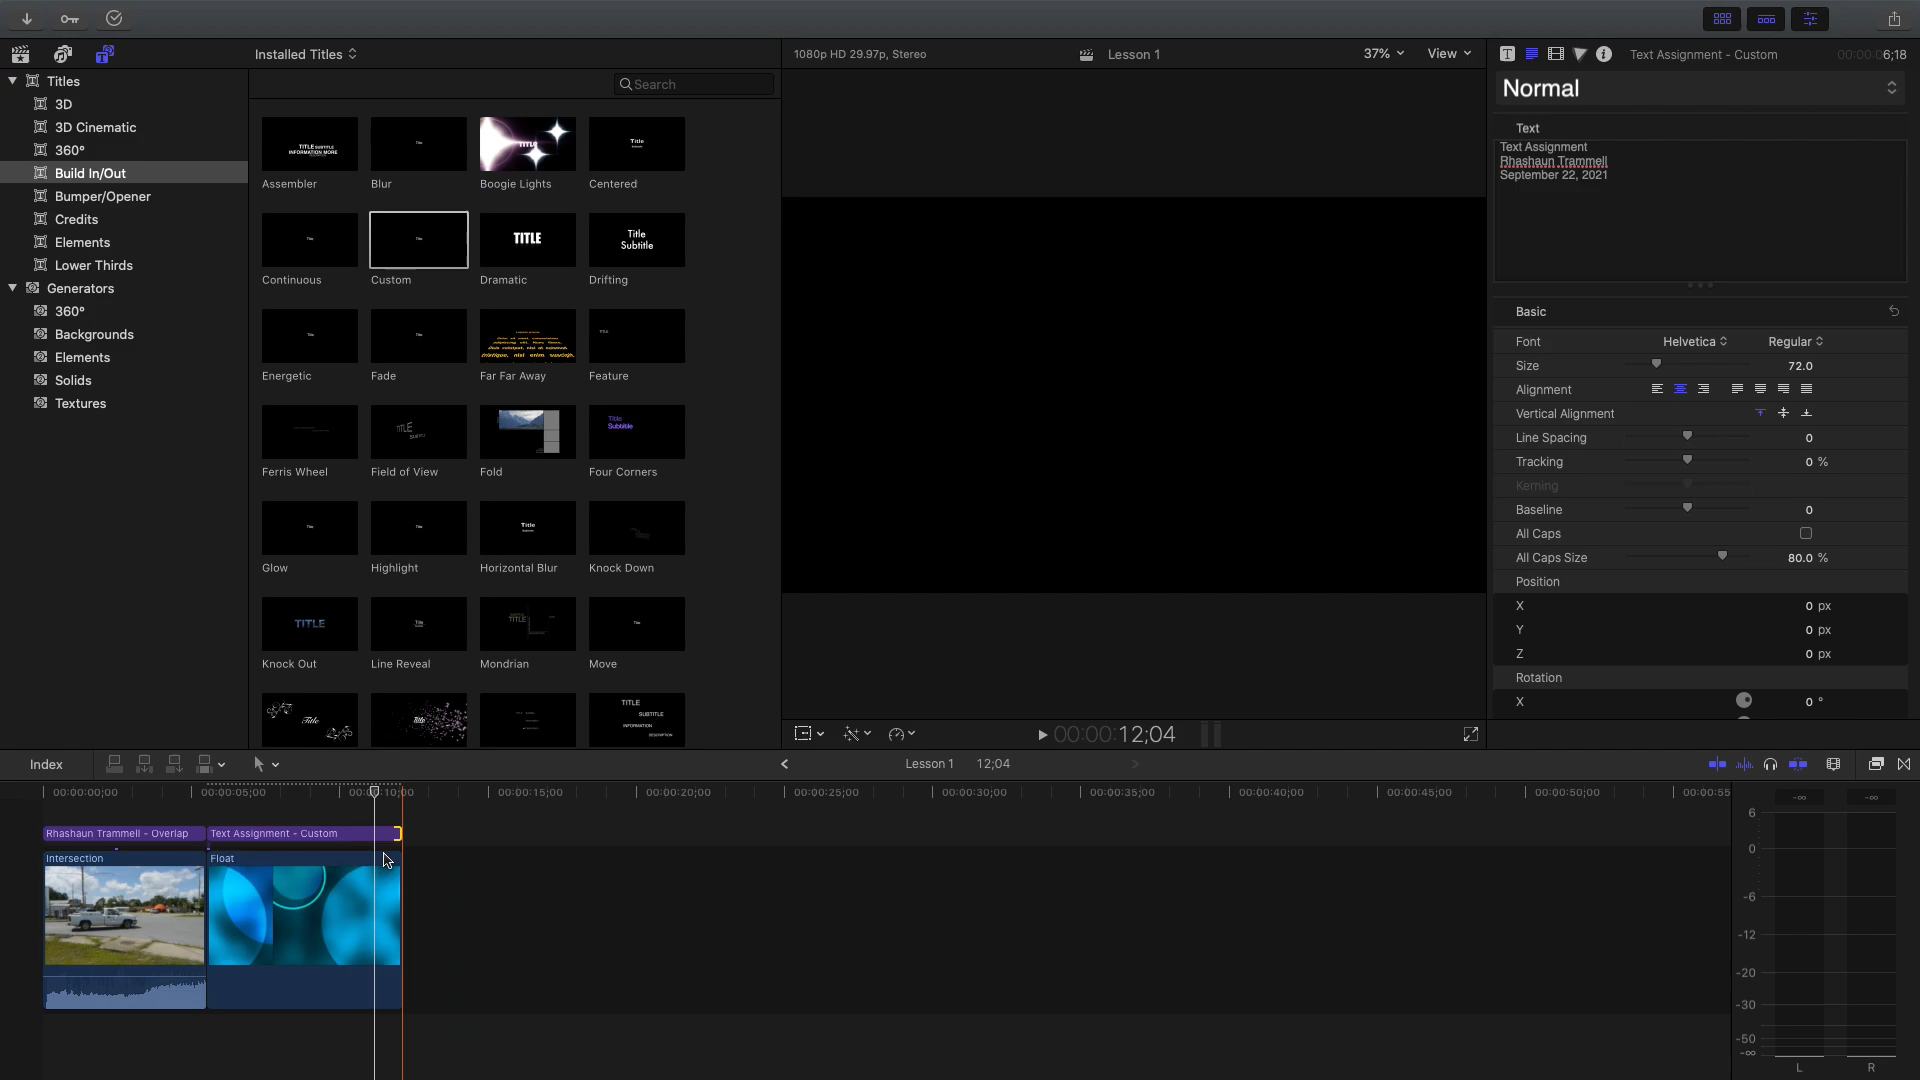 Installed Titles
1080p HD 29.97p, Stereo
Lesson 1
37%
View
Text Assignment - Custom
00:00:06;18
Titles
3D
3D Cinematic
360°
Build In/Out
Bumper/Opener
Credits
Elements
Lower Thirds
Generators
360°
Backgrounds
Elements
Solids
Textures
Search
TITLE SUBTITLE
INFORMATION MORE
Title
TITLE
Title
Assembler
Blur
Boogie Lights
Centered
Title
Title
TITLE
Title
Subtitle
Continuous
Custom
Dramatic
Drifting
Title
Title
TITLE
Energetic
Fade
Far Far Away
Feature
TITLE
Title
Subtitle
Ferris Wheel
Field of View
Fold
Four Corners
Title
Title
Title
Glow
Highlight
Horizontal Blur
Knock Down
TITLE
Title
TITLE
Title
Knock Out
Line Reveal
Mondrian
Move
Title
Title
TITLE
SUBTITLE
INFORMATION
DESCRIPTION
Normal
Text
Text Assignment
Rhashaun Trammell
September 22, 2021
Basic
Font
Helvetica
Regular
Size
72.0
Alignment
Vertical Alignment
Line Spacing
0
Tracking
0 %
Kerning
Baseline
0
All Caps
All Caps Size
80.0 %
Position
X
0 px
Y
0 px
Z
0 px
Rotation
X
0 °
00:00:12;04
Index
Lesson 1
12;04
00:00:00;00
00:00:05;00
00:00:10;00
00:00:15;00
00:00:20;00
00:00:25;00
00:00:30;00
00:00:35;00
00:01:40;00
00:00:45;00
00:00:50;00
00:00:55
Rhashaun Trammell - Overlap
Text Assignment - Custom
Intersection
Float
-∞
-∞
6
0
-6
-12
-20
-30
-50
-∞
L
R